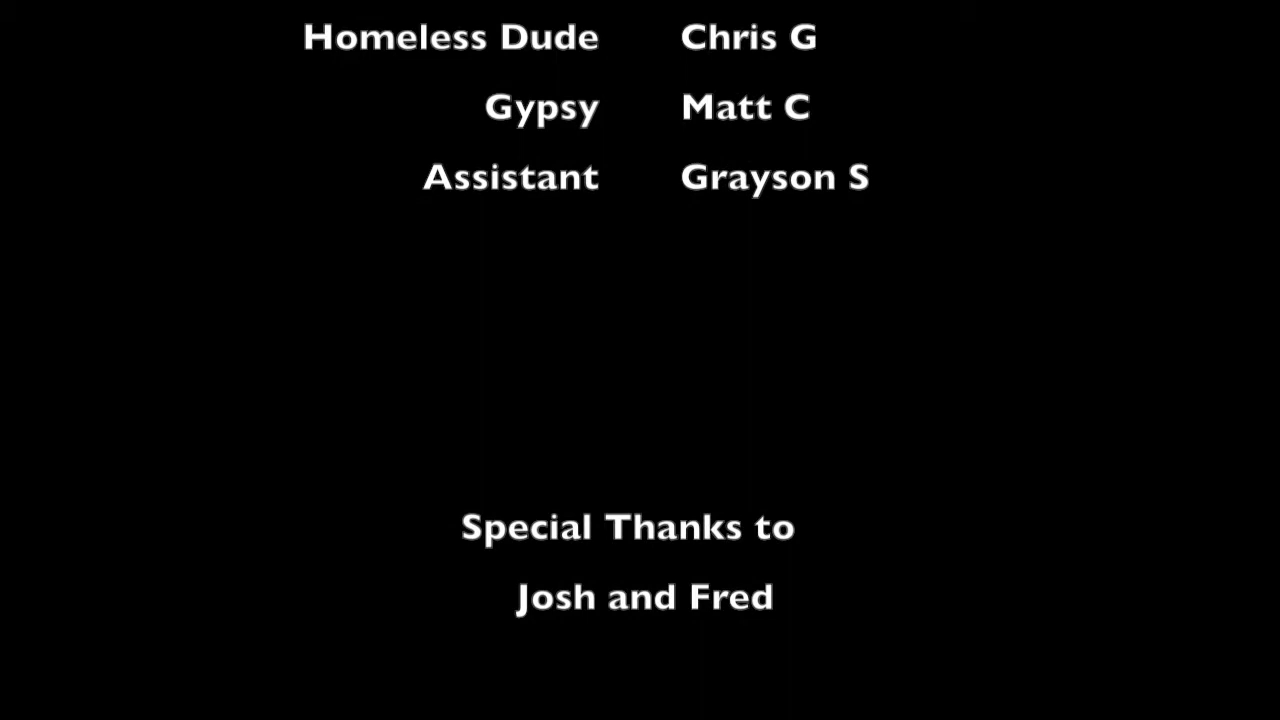 Homeless Dude Chris G
Gypsy Matt C
Assistant Grayson S
Special Thanks to
Josh and Fred